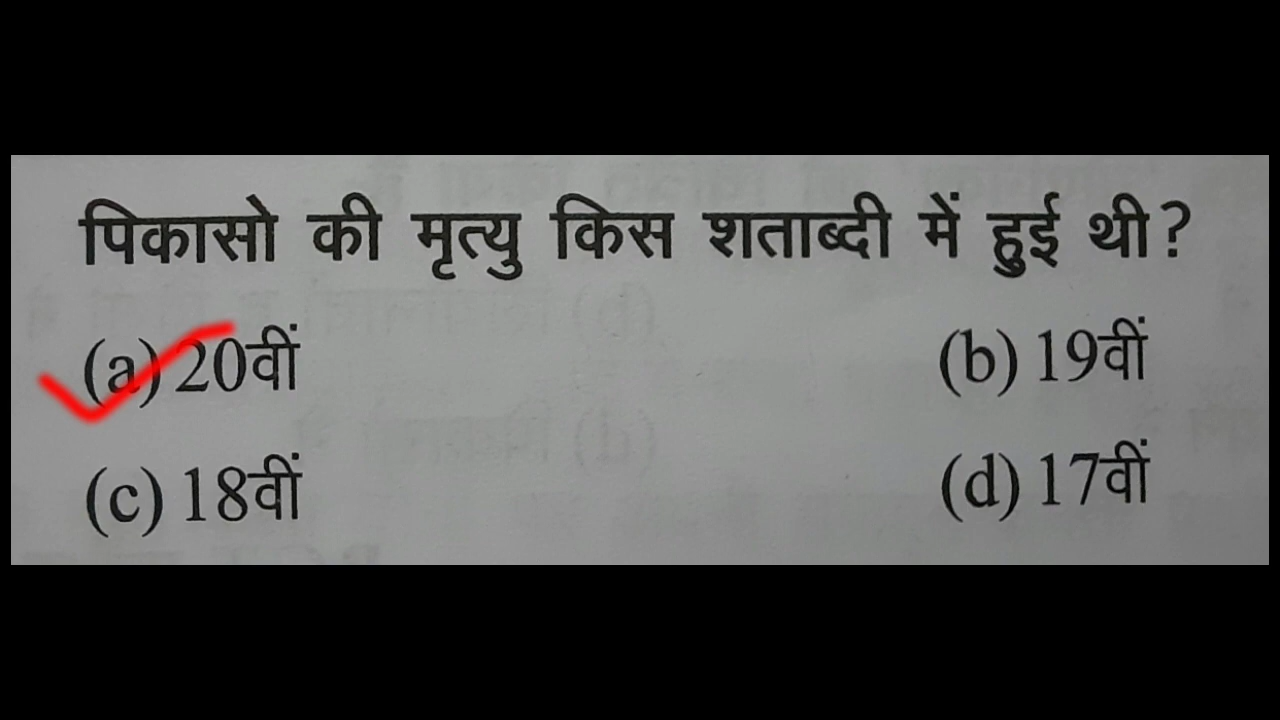 पिकासो की मृत्यु किस शताब्दी में हुई थी?
(a) 20वीं (b) 19वीं
(c) 18वीं (d) 17वीं